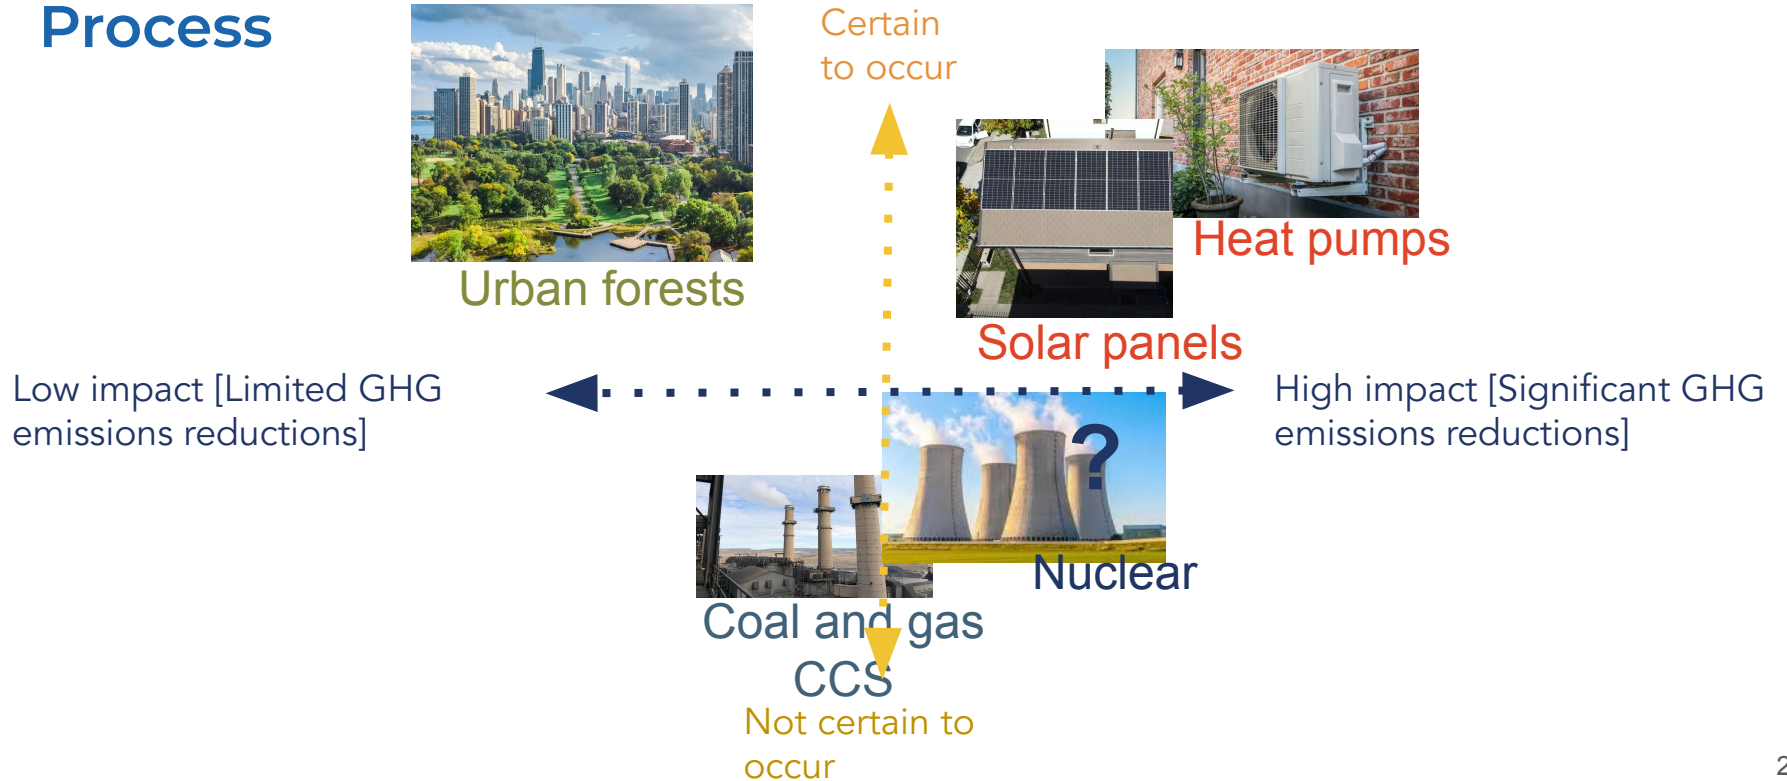 Process
Certain
to occur
Heat pumps
Urban forests
Solar panels
Low impact [Limited GHG
emissions reductions]
High impact [Significant GHG
emissions reductions]
?
Nuclear
Coal and gas
CCS
Not certain to
occur
2